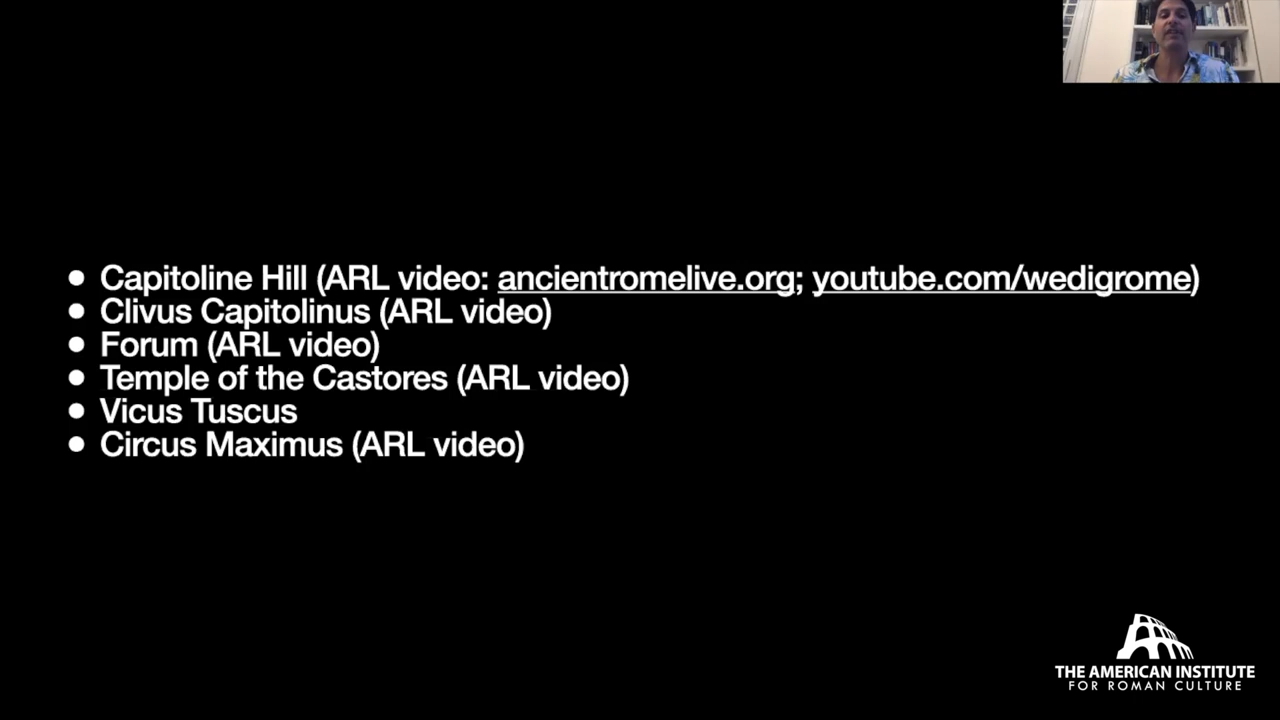 • Capitoline Hill (ARL video: ancientromelive.org; youtube.com/wedigrome)
• Clivus Capitolinus (ARL video)
• Forum (ARL video)
• Temple of the Castores (ARL video)
• Vicus Tuscus
• Circus Maximus (ARL video)
THE AMERICAN INSTITUTE
FOR ROMAN CULTURE